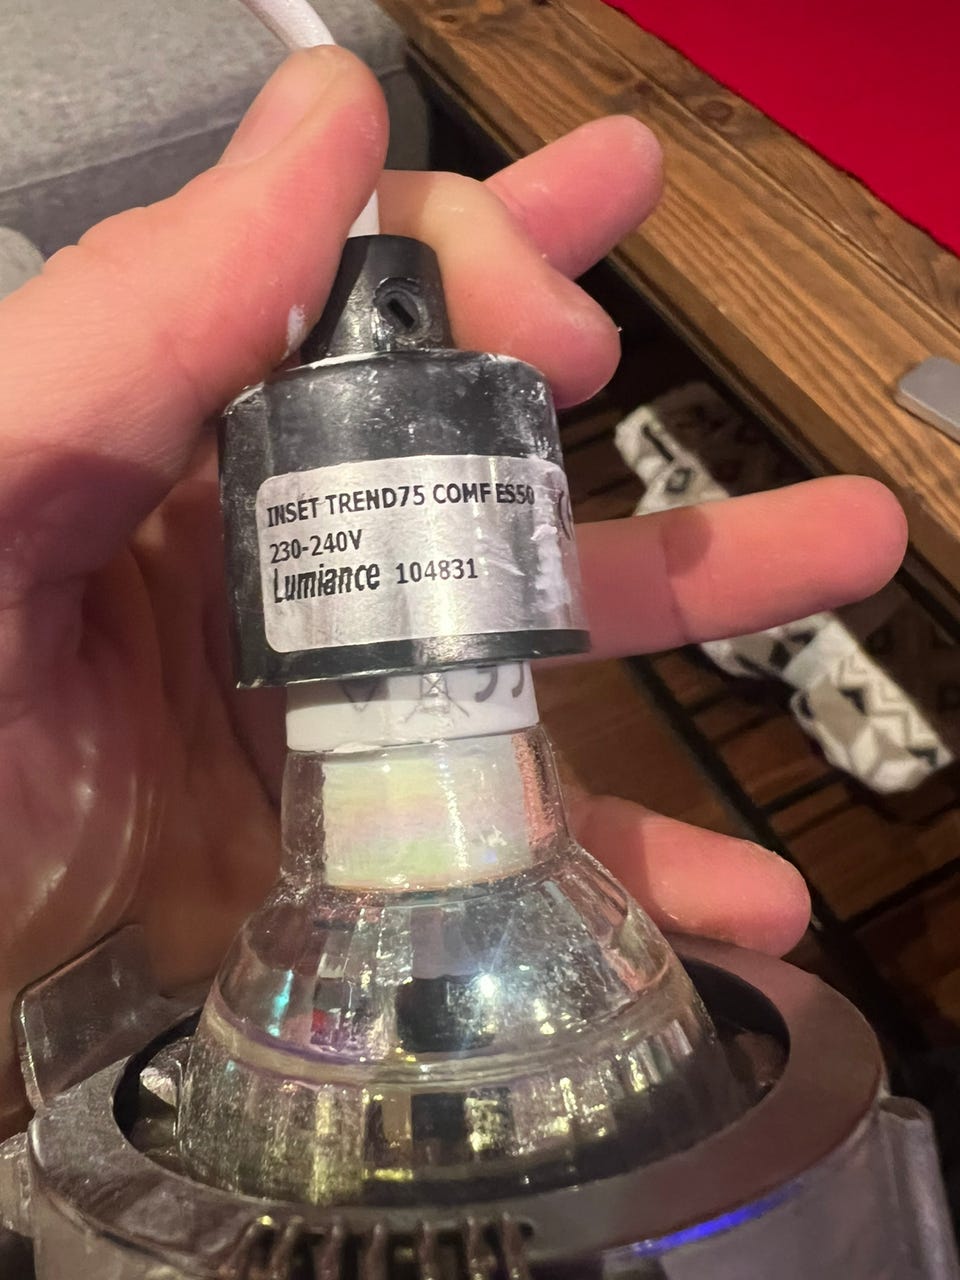 INSET TREND75 COMF ES50
230-240V
Lumiance 104831